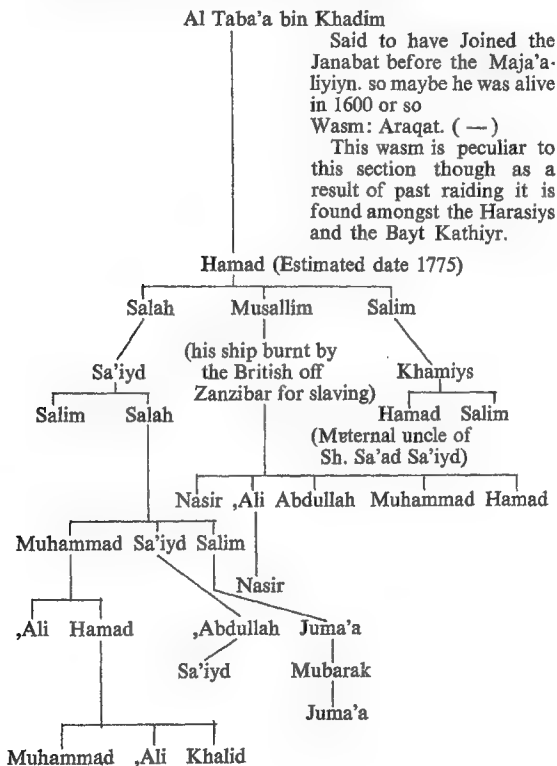 Al Taba'a bin Khadim
Said to have Joined the
Janabat before the Maja'a-
liyiyn. so maybe he was alive
in 1600 or so
Wasm: Araqat. ( — )
This wasm is peculiar to
this section though as a
result of past raiding it is
found amongst the Harasiys
and the Bayt Kathiyr.
Hamad (Estimated date 1775)
Salah Musallim Salim
(his ship burnt by
the British off
Zanzibar for slaving)
Sa'iyd Khamiys
Salim Salah Hamad Salim
(Meternal uncle of
Sh. Sa'ad Sa'iyd)
Nasir ,Ali Abdullah Muhammad Hamad
Muhammad Sa'iyd Salim
Nasir
,Ali Hamad ,Abdullah Juma'a
Sa'iyd Mubarak
Juma'a
Muhammad ,Ali Khalid